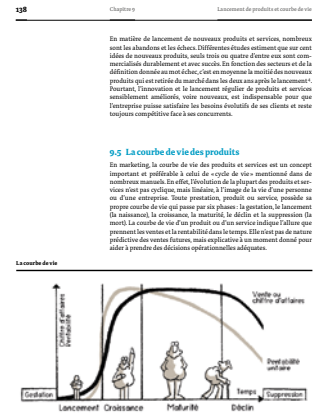 138
Chapitre 9
Lancement de produits et courbe de vie
En matière de lancement de nouveaux produits et services, nombreux
sont les abandons et les échecs. Différentes études estiment que sur cent
idées de nouveaux produits, seuls trois ou quatre d'entre eux sont com-
mercialisés durablement et avec succès. En fonction des secteurs et de la
définition donnée au mot échec, c'est en moyenne la moitié des nouveaux
produits qui est retirée du marché dans les deux ans après le lancement⁴.
Pourtant, l'innovation et le lancement régulier de produits et services
sensiblement améliorés, voire nouveaux, est indispensable pour que
l'entreprise puisse satisfaire les besoins évolutifs de ses clients et reste
toujours compétitive face à ses concurrents.
9.5 La courbe de vie des produits
En marketing, la courbe de vie des produits et services est un concept
important et préférable à celui de «cycle de vie» mentionné dans de
nombreux manuels. En effet, l'évolution de la plupart des produits et ser-
vices n'est pas cyclique, mais linéaire, à l'image de la vie d'une personne
ou d'une entreprise. Toute prestation, produit ou service, possède sa
propre courbe de vie qui passe par six phases : la gestation, le lancement
(la naissance), la croissance, la maturité, le déclin et la suppression (la
mort). La courbe de vie d'un produit ou d'un service indique l'allure que
prennent les ventes et la rentabilité dans le temps. Elle n'est pas de nature
prédictive des ventes futures, mais explicative à un moment donné pour
aider à prendre des décisions opérationnelles adéquates.
La courbe de vie
Chiffre d'affaires
Rentabilité
Vente ou
chiffre d'affaires
Rentabilité
unitaire
Gestation
Temps
Suppression
Lancement Croissance Maturité Déclin